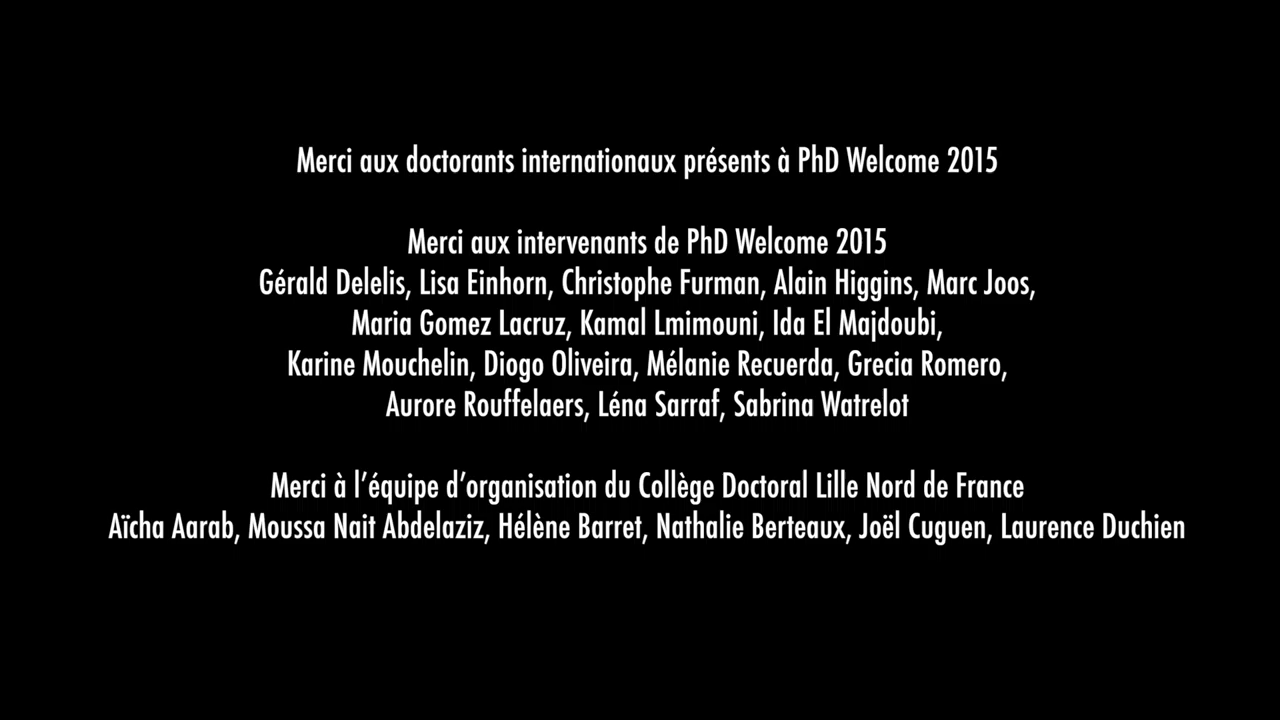 Merci aux doctorants internationaux présents à PhD Welcome 2015
Merci aux intervenants de PhD Welcome 2015
Gérald Delelis, Lisa Einhorn, Christophe Furman, Alain Higgins, Marc Joos,
Maria Gomez Lacruz, Kamal Lmimouni, Ida El Majdoubi,
Karine Mouchelin, Diogo Oliveira, Mélanie Recuerda, Grecia Romero,
Aurore Rouffelaers, Léna Sarraf, Sabrina Watrelot
Merci à l’équipe d’organisation du Collège Doctoral Lille Nord de France
Aïcha Aarab, Moussa Nait Abdelaziz, Hélène Barret, Nathalie Berteaux, Joël Cuguen, Laurence Duchien